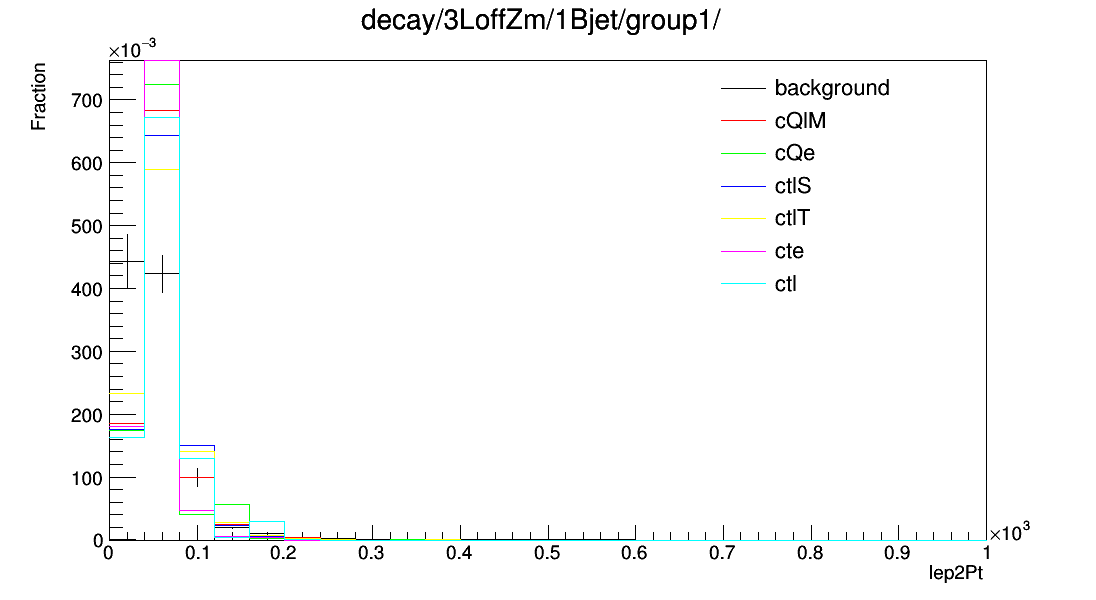 decay/3LoffZm/1Bjet/group1/
×10⁻³
Fraction
700
600
500
400
300
200
100
0
background
cQlM
cQe
ctlS
ctlT
cte
ctl
0 0.1 0.2 0.3 0.4 0.5 0.6 0.7 0.8 0.9 1
×10³
lep2Pt